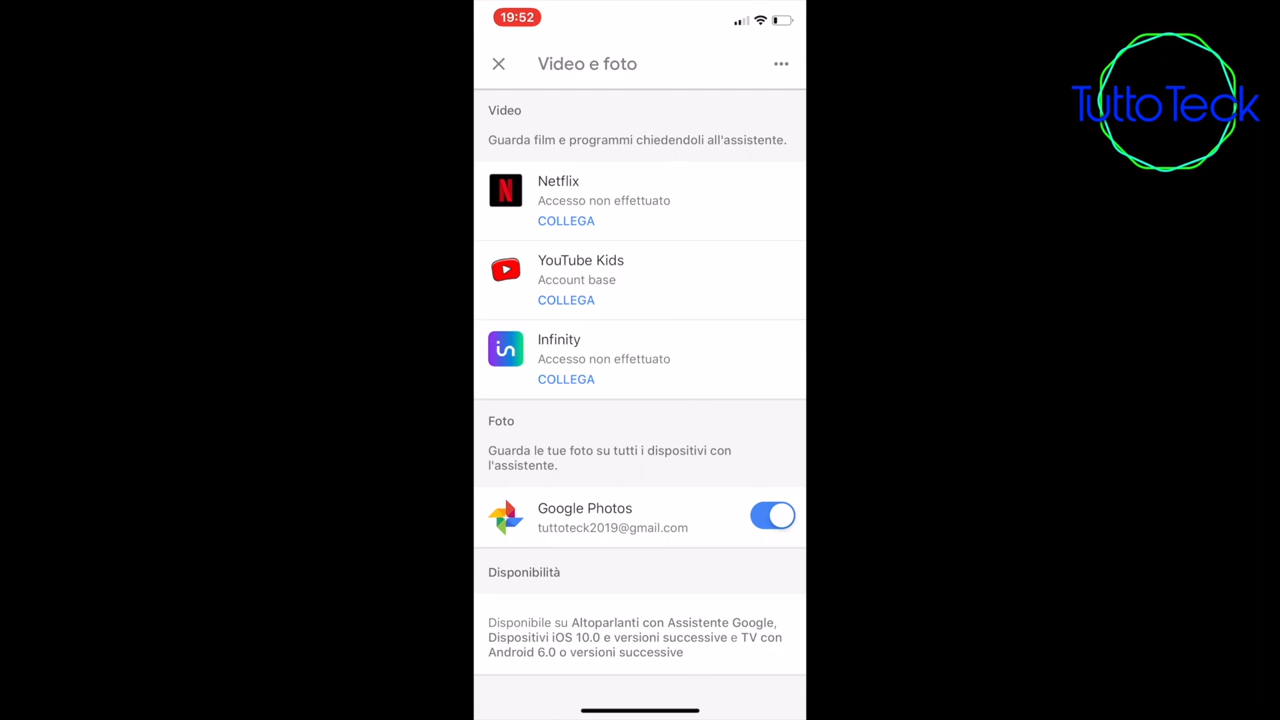 19:52
Video e foto
TuttoTeck
Video
Guarda film e programmi chiedendoli all'assistente.
N
Netflix
Accesso non effettuato
COLLEGA
YouTube Kids
Account base
COLLEGA
in
Infinity
Accesso non effettuato
COLLEGA
Foto
Guarda le tue foto su tutti i dispositivi con
l'assistente.
Google Photos
tuttoteck2019@gmail.com
Disponibilità
Disponibile su Altoparlanti con Assistente Google,
Dispositivi iOS 10.0 e versioni successive e TV con
Android 6.0 o versioni successive